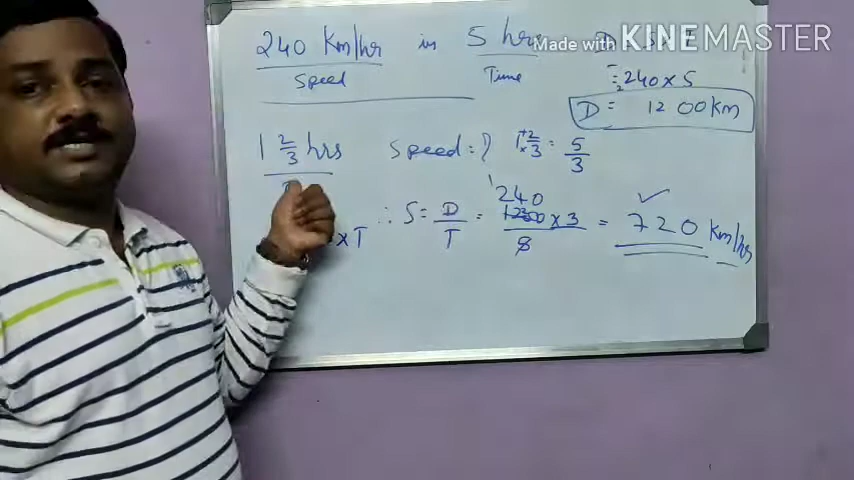 240 Km/hr in 5 hrs
Speed Time
Made with KINEMASTER
= 240 x 5
D = 1200 Km
1 2/3 hrs Speed = ? 1 2/3 = 5/3
x T ∴ S = D/T = 1200 x 3 / 5 = 720 Km/hr
240